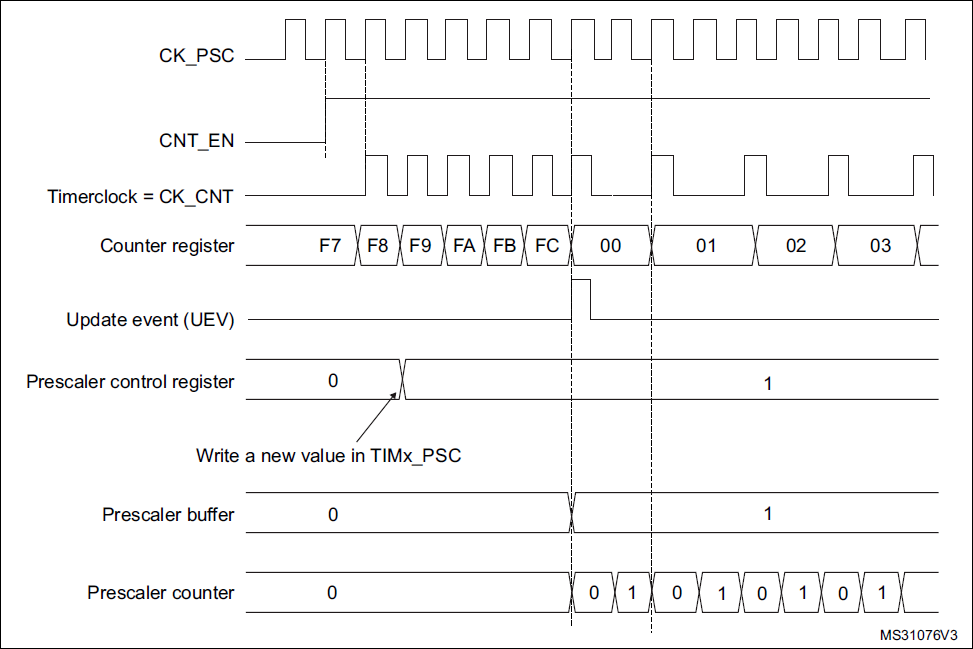 CK_PSC
CNT_EN
Timerclock = CK_CNT
Counter register F7 F8 F9 FA FB FC 00 01 02 03
Update event (UEV)
Prescaler control register 0 1
Write a new value in TIMx_PSC
Prescaler buffer 0 1
Prescaler counter 0 0 1 0 1 0 1 0 1
MS31076V3